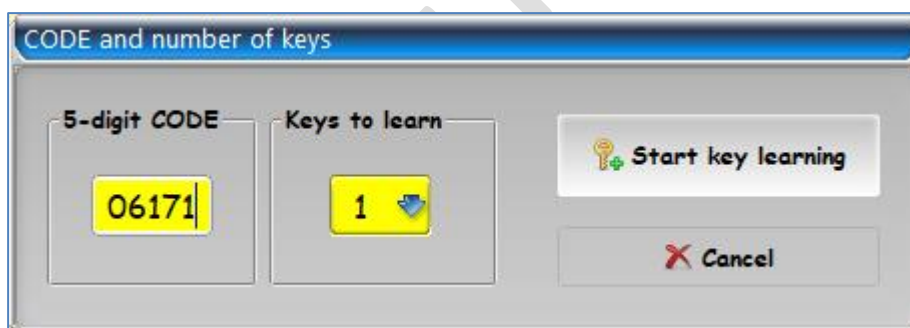 CODE and number of keys
5-digit CODE
Keys to learn
06171
1
Start key learning
Cancel